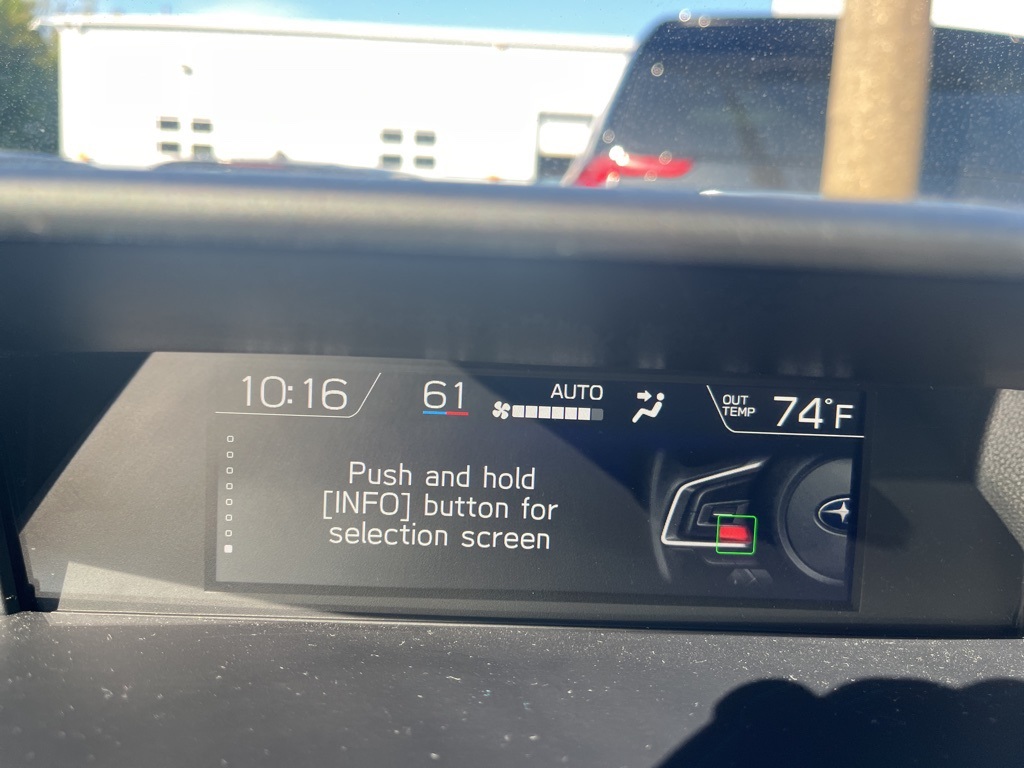 10:16
61
AUTO
OUT
TEMP
74°F
Push and hold
[INFO] button for
selection screen